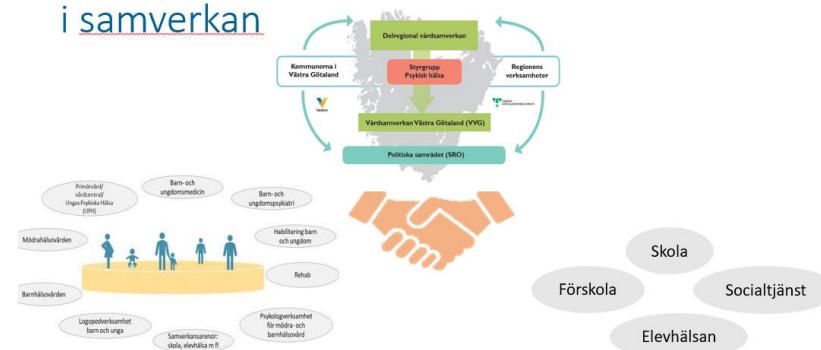 i samverkan
Delregional vårdsamverkan
Kommunerna i
Västra Götaland
Styrgrupp
Psykisk hälsa
Regionens
verksamheter
Vårdsamverkan Västra Götaland (VVG)
Politiska samrådet (SRO)
Primärvård/
vårdcentral/
Ungas Psykiska Hälsa
(UPH)
Barn- och
ungdomsmedicin
Barn- och
ungdomspsykiatri
Mödrahälsovården
Habilitering barn
och ungdom
Rehab
Barnhälsovården
Logopedverksamhet
barn och unga
Samverkansarenor:
skola, elevhälsa m fl
Psykologverksamhet
för mödra- och
barnhälsovård
Skola
Förskola
Socialtjänst
Elevhälsan